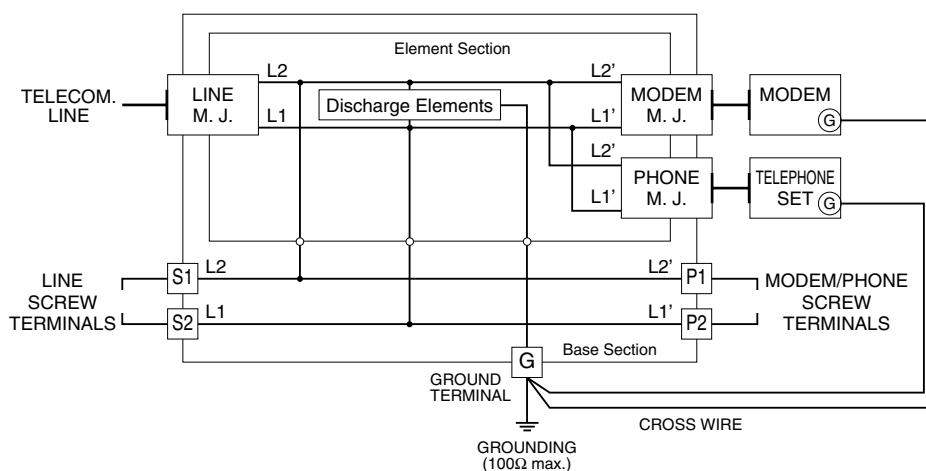 Element Section
TELECOM.
LINE
LINE
M. J.
L2
L1
Discharge Elements
L2'
L1'
MODEM
M. J.
MODEM
G
L2'
L1'
PHONE
M. J.
TELEPHONE
SET
G
LINE
SCREW
TERMINALS
S1
L2
S2
L1
L2'
P1
L1'
P2
MODEM/PHONE
SCREW
TERMINALS
Base Section
G
GROUND
TERMINAL
CROSS WIRE
GROUNDING
(100Ω max.)